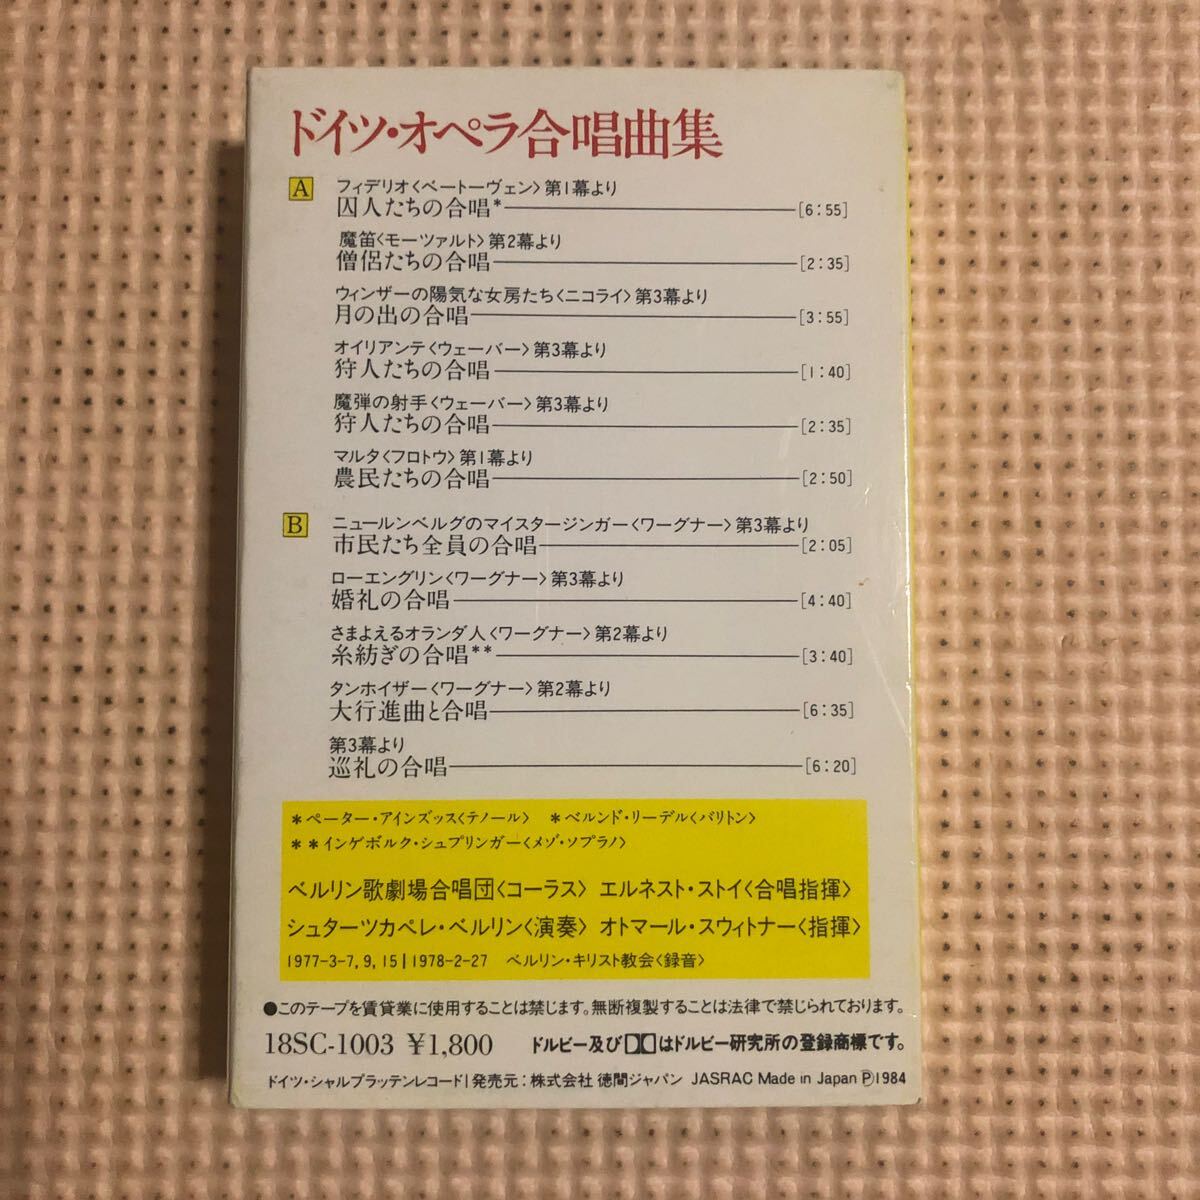 ドイツ・オペラ合唱曲集
A フィデリオ〈ベートーヴェン〉第1幕より
囚人たちの合唱* [6:55]
魔笛〈モーツァルト〉第2幕より
僧侶たちの合唱 [2:35]
ウィンザーの陽気な女房たち〈ニコライ〉第3幕より
月の出の合唱 [3:55]
オイリアンテ〈ウェーバー〉第3幕より
狩人たちの合唱 [1:40]
魔弾の射手〈ウェーバー〉第3幕より
狩人たちの合唱 [2:35]
マルタ〈フロトウ〉第1幕より
農民たちの合唱 [2:50]
B ニュールンベルグのマイスタージンガー〈ワーグナー〉第3幕より
市民たち全員の合唱 [2:05]
ローエングリン〈ワーグナー〉第3幕より
婚礼の合唱 [4:40]
さまよえるオランダ人〈ワーグナー〉第2幕より
糸紡ぎの合唱** [3:40]
タンホイザー〈ワーグナー〉第2幕より
大行進曲と合唱 [6:35]
第3幕より
巡礼の合唱 [6:20]
*ペーター・アインズッス〈テノール〉 *ベルンド・リーデル〈バリトン〉
**インゲボルク・シュプリンガー〈メゾ・ソプラノ〉
ベルリン歌劇場合唱団〈コーラス〉 エルネスト・ストイ〈合唱指揮〉
シュターツカペレ・ベルリン〈演奏〉 オトマール・スウィトナー〈指揮〉
1977-3-7,9,15|1978-2-27 ベルリン・キリスト教会〈録音〉
●このテープを賃貸業に使用することは禁じます。無断複製することは法律で禁じられております。
18SC-1003 ¥1,800 ドルビー及びはドルビー研究所の登録商標です。
ドイツ・シャルプラッテンレコード|発売元:株式会社 徳間ジャパン JASRAC Made in Japan Ⓟ1984